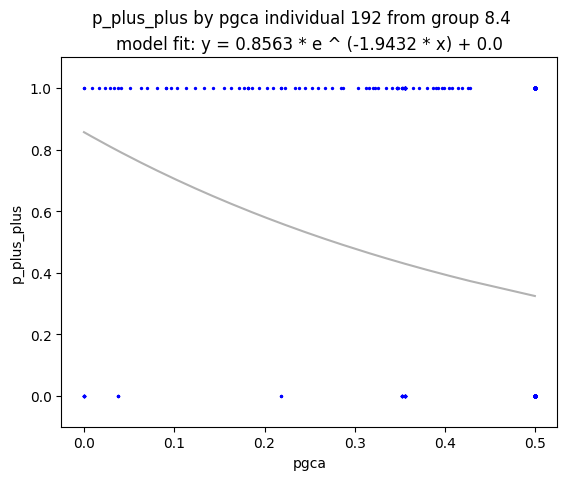 p_plus_plus by pgca individual 192 from group 8.4
model fit: y = 0.8563 * e ^ (-1.9432 * x) + 0.0
1.0
0.8
0.6
0.4
0.2
0.0
p_plus_plus
0.0 0.1 0.2 0.3 0.4 0.5
pgca